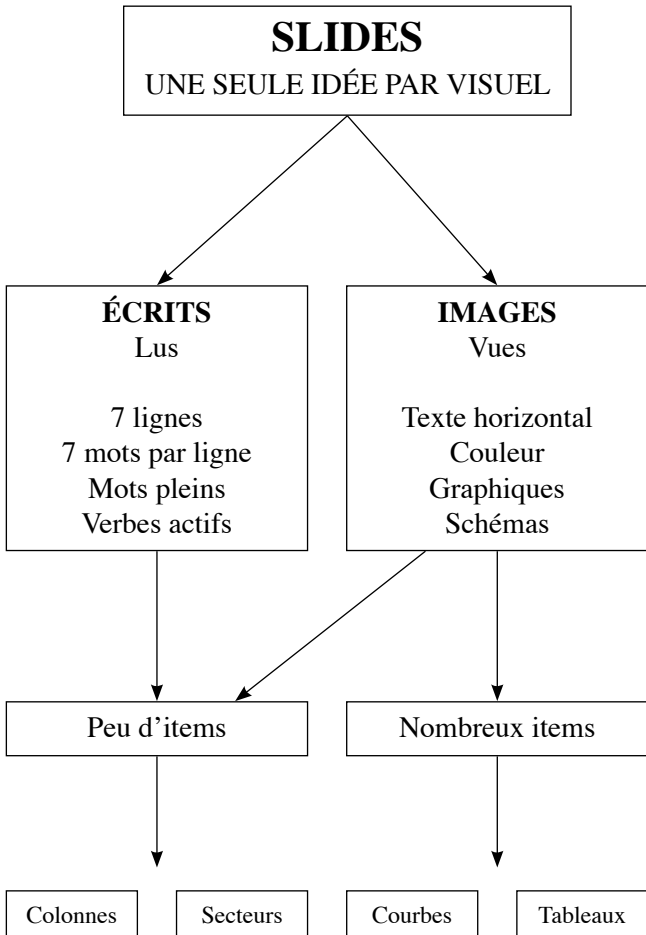 SLIDES
UNE SEULE IDÉE PAR VISUEL
ÉCRITS
Lus
7 lignes
7 mots par ligne
Mots pleins
Verbes actifs
IMAGES
Vues
Texte horizontal
Couleur
Graphiques
Schémas
Peu d’items
Nombreux items
Colonnes
Secteurs
Courbes
Tableaux